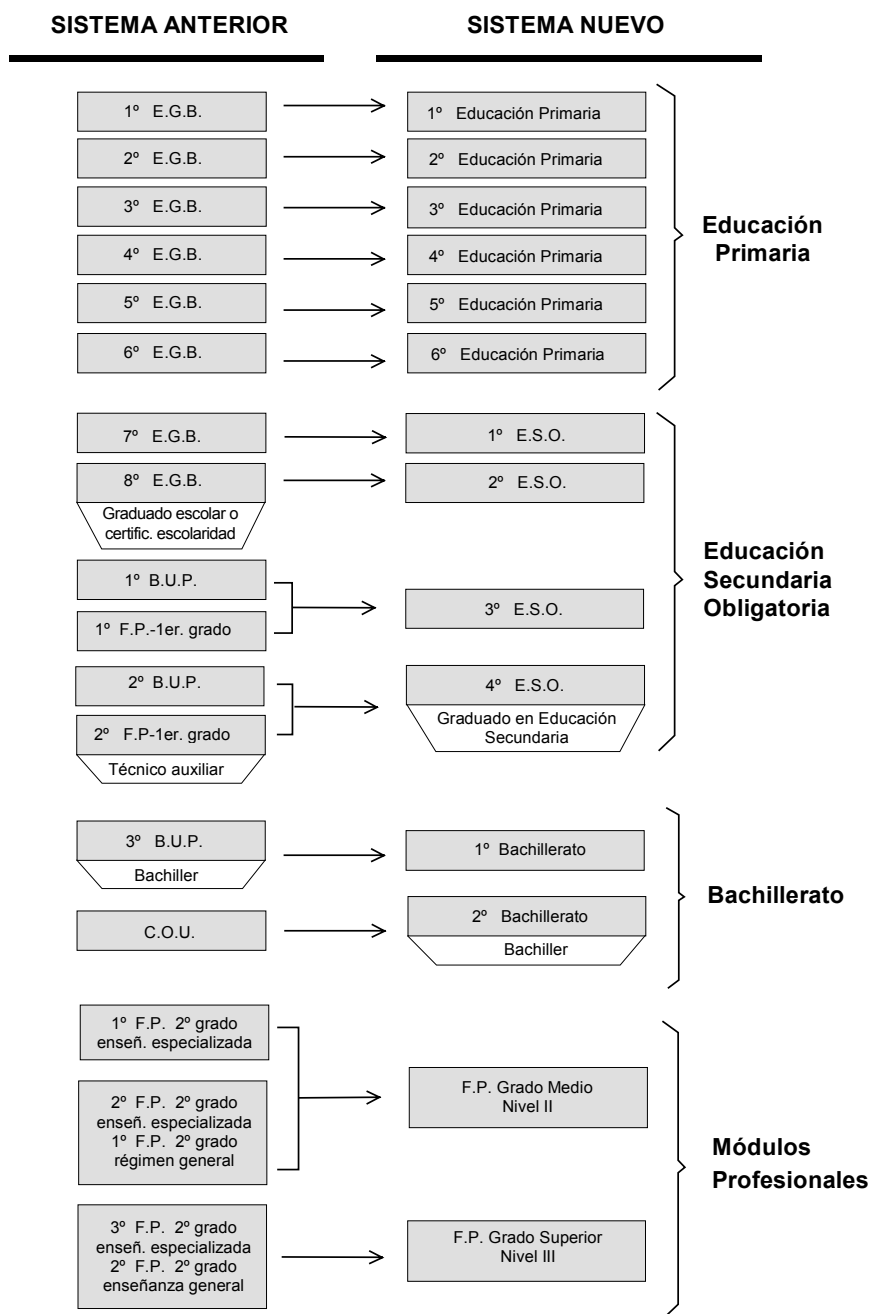 SISTEMA ANTERIOR
SISTEMA NUEVO
1º E.G.B.
1º Educación Primaria
2º E.G.B.
2º Educación Primaria
3º E.G.B.
3º Educación Primaria
4º E.G.B.
4º Educación Primaria
5º E.G.B.
5º Educación Primaria
6º E.G.B.
6º Educación Primaria
Educación
Primaria
7º E.G.B.
1º E.S.O.
8º E.G.B.
Graduado escolar o
certific. escolaridad
2º E.S.O.
1º B.U.P.
1º F.P.-1er. grado
3º E.S.O.
2º B.U.P.
2º F.P-1er. grado
Técnico auxiliar
4º E.S.O.
Graduado en Educación
Secundaria
Educación
Secundaria
Obligatoria
3º B.U.P.
Bachiller
1º Bachillerato
C.O.U.
2º Bachillerato
Bachiller
Bachillerato
1º F.P. 2º grado
enseñ. especializada
2º F.P. 2º grado
enseñ. especializada
1º F.P. 2º grado
régimen general
F.P. Grado Medio
Nivel II
3º F.P. 2º grado
enseñ. especializada
2º F.P. 2º grado
enseñanza general
F.P. Grado Superior
Nivel III
Módulos
Profesionales